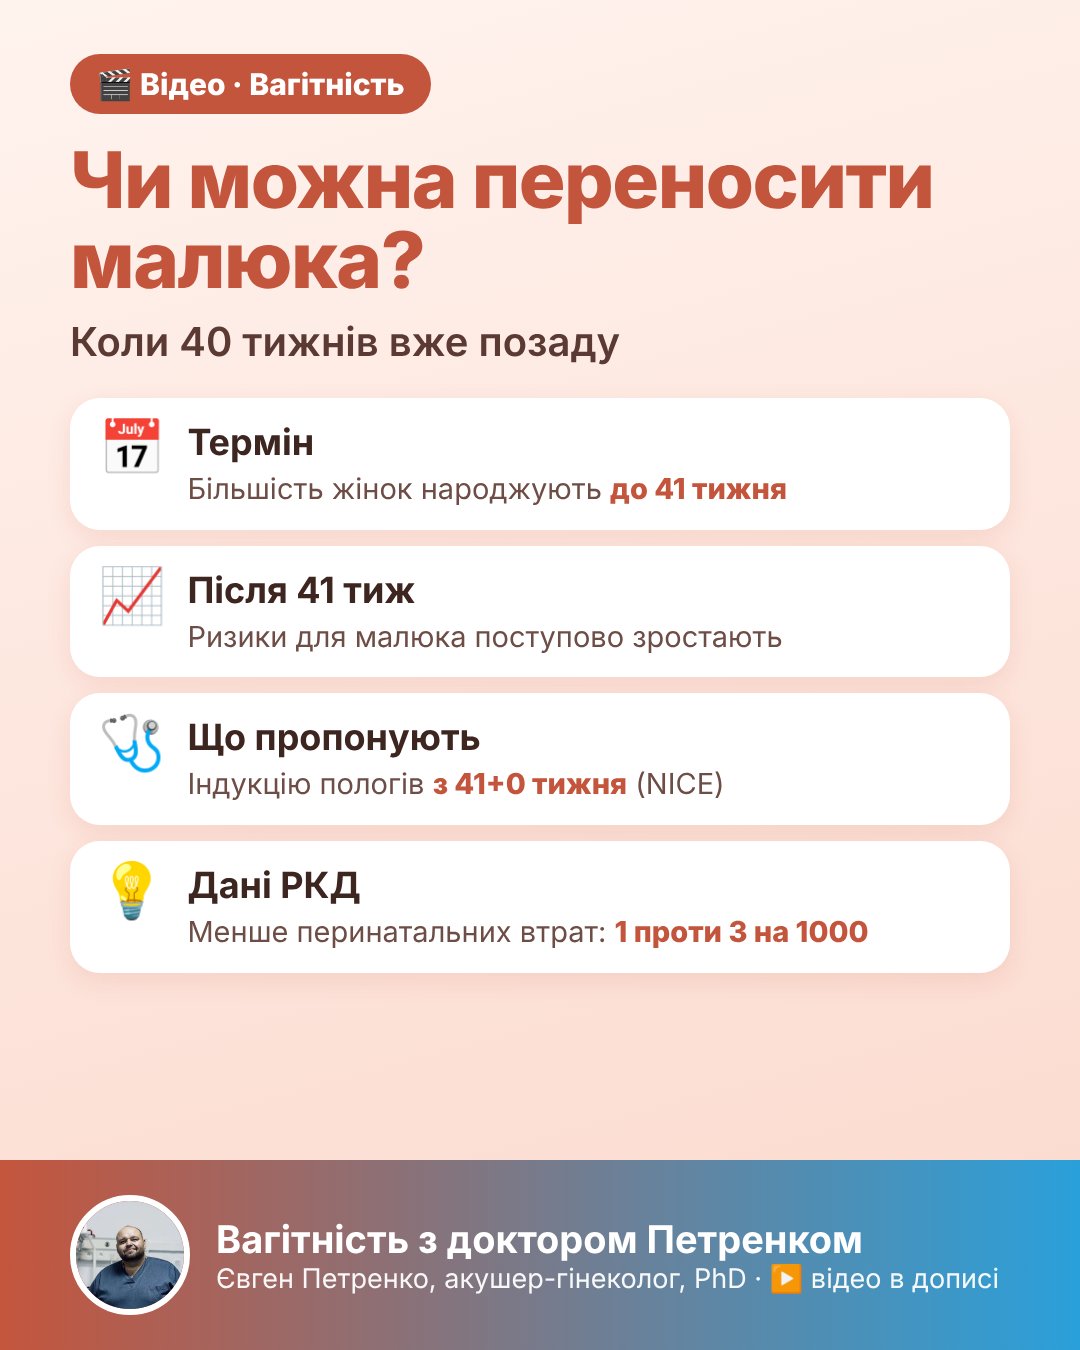 🎬 Відео · Вагітність
Чи можна переносити
малюка?
Коли 40 тижнів вже позаду
July
17
Термін
Більшість жінок народжують до 41 тижня
Після 41 тиж
Ризики для малюка поступово зростають
Що пропонують
Індукцію пологів з 41+0 тижня (NICE)
Дані РКД
Менше перинатальних втрат: 1 проти 3 на 1000
Вагітність з доктором Петренком
Євген Петренко, акушер-гінеколог, PhD · ▶️ відео в дописі